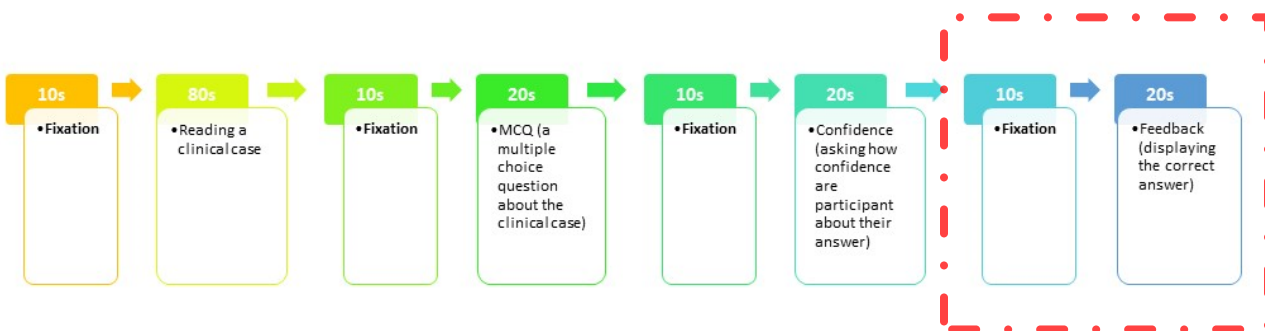 10s
•Fixation
80s
•Reading a
clinical case
10s
•Fixation
20s
•MCQ (a
multiple
choice
question
about the
clinical case)
10s
•Fixation
20s
•Confidence
(asking how
confidence
are
participant
about their
answer)
10s
•Fixation
20s
•Feedback
(displaying
the correct
answer)